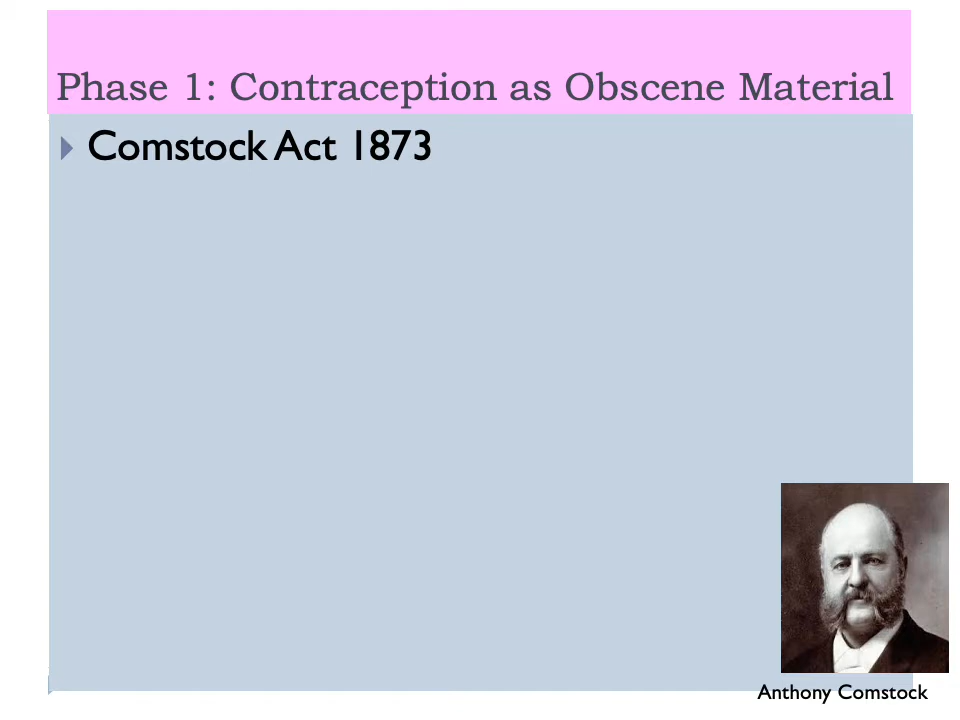 Phase 1: Contraception as Obscene Material
Comstock Act 1873
Anthony Comstock